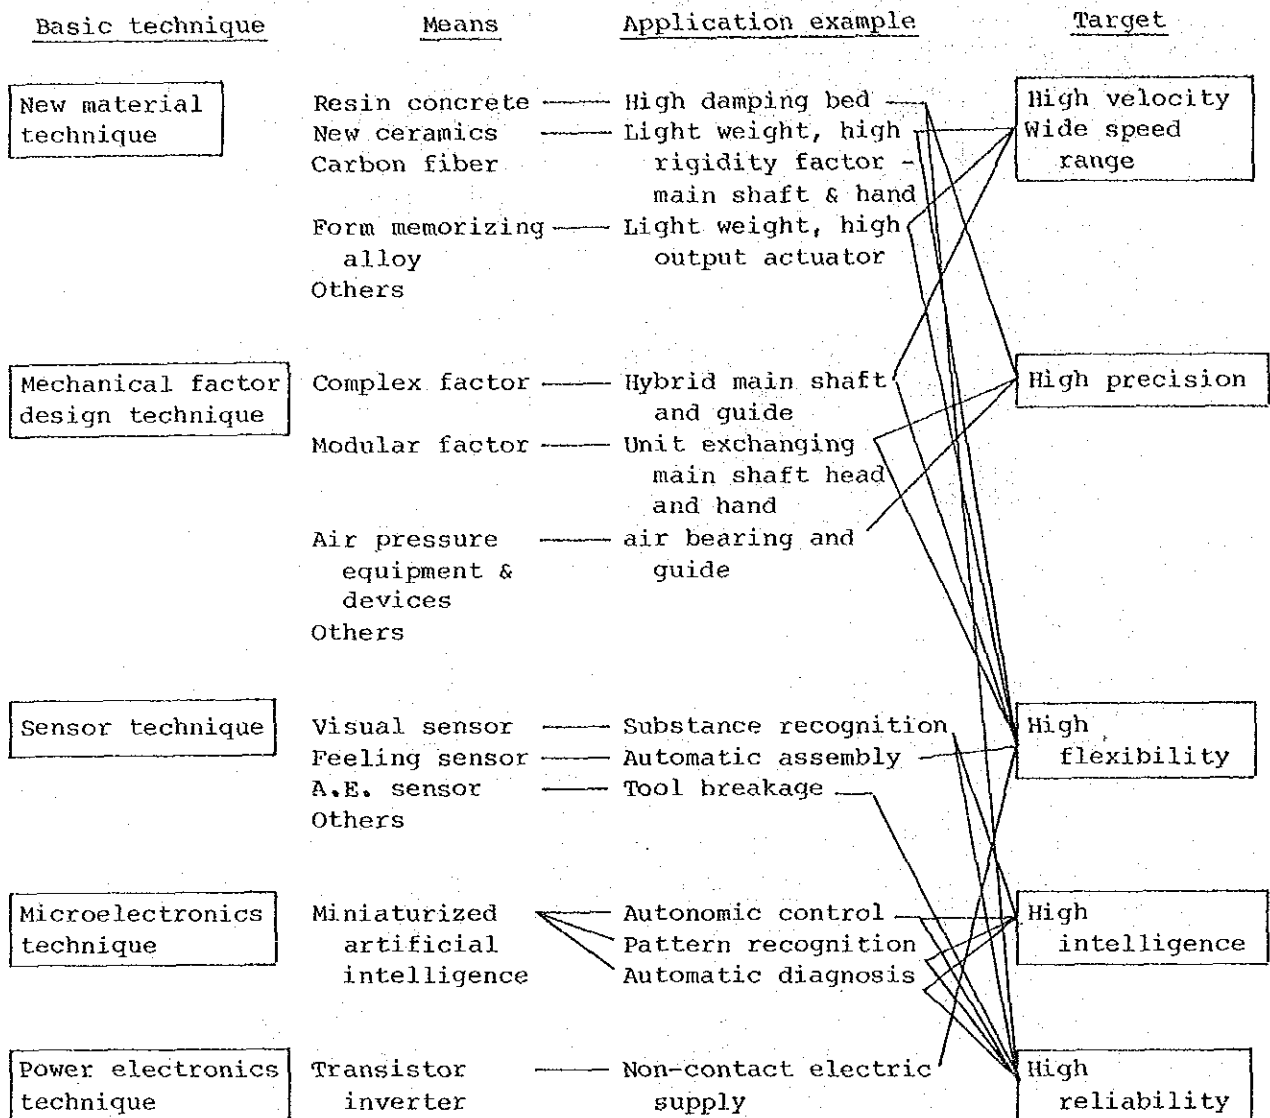 Basic technique Means Application example Target
New material Resin concrete High damping bed High velocity
technique New ceramics Light weight, high Wide speed
Carbon fiber rigidity factor - range
main shaft & hand
Form memorizing Light weight, high
alloy output actuator
Others
Mechanical factor Complex factor Hybrid main shaft High precision
design technique and guide
Modular factor Unit exchanging
main shaft head
and hand
Air pressure air bearing and
equipment & guide
devices
Others
Sensor technique Visual sensor Substance recognition High
Feeling sensor Automatic assembly flexibility
A.E. sensor Tool breakage
Others
Microelectronics Miniaturized Autonomic control High
technique artificial Pattern recognition intelligence
intelligence Automatic diagnosis
Power electronics Transistor Non-contact electric High
technique inverter supply reliability